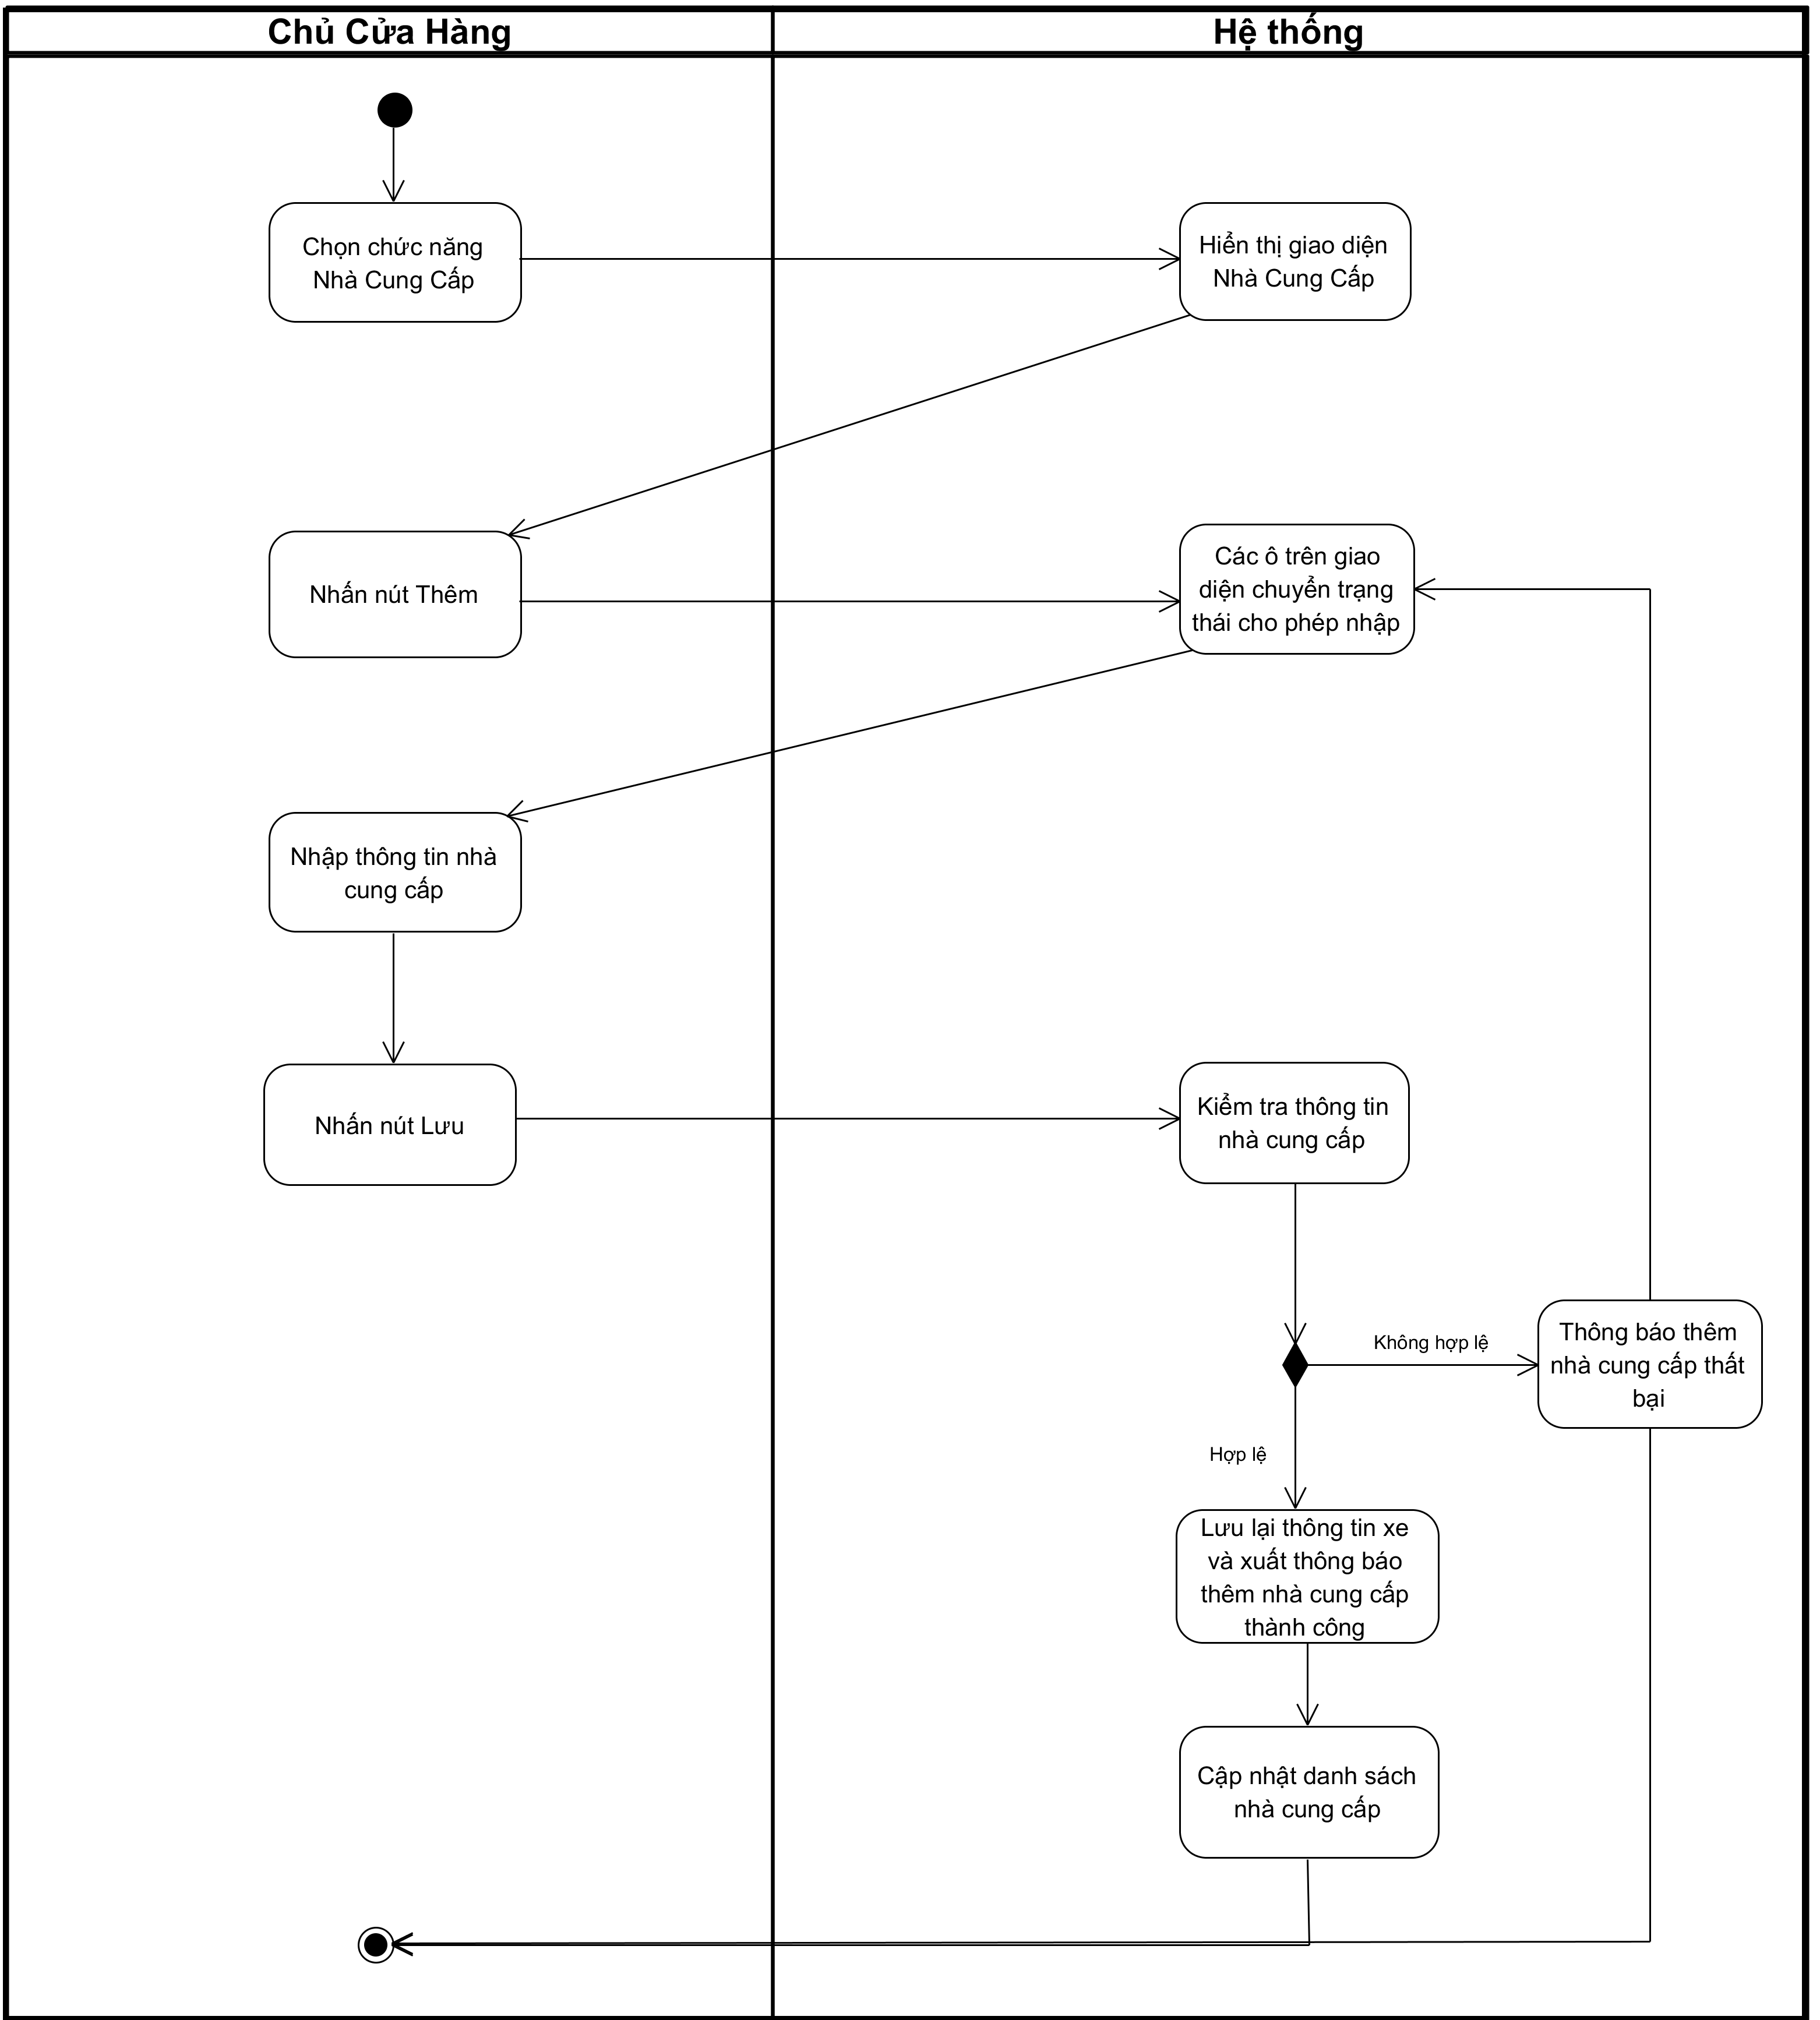 Chủ Cửa Hàng
Hệ thống
Chọn chức năng
Nhà Cung Cấp
Hiển thị giao diện
Nhà Cung Cấp
Nhấn nút Thêm
Các ô trên giao
diện chuyển trạng
thái cho phép nhập
Nhập thông tin nhà
cung cấp
Nhấn nút Lưu
Kiểm tra thông tin
nhà cung cấp
Không hợp lệ
Thông báo thêm
nhà cung cấp thất
bại
Hợp lệ
Lưu lại thông tin xe
và xuất thông báo
thêm nhà cung cấp
thành công
Cập nhật danh sách
nhà cung cấp